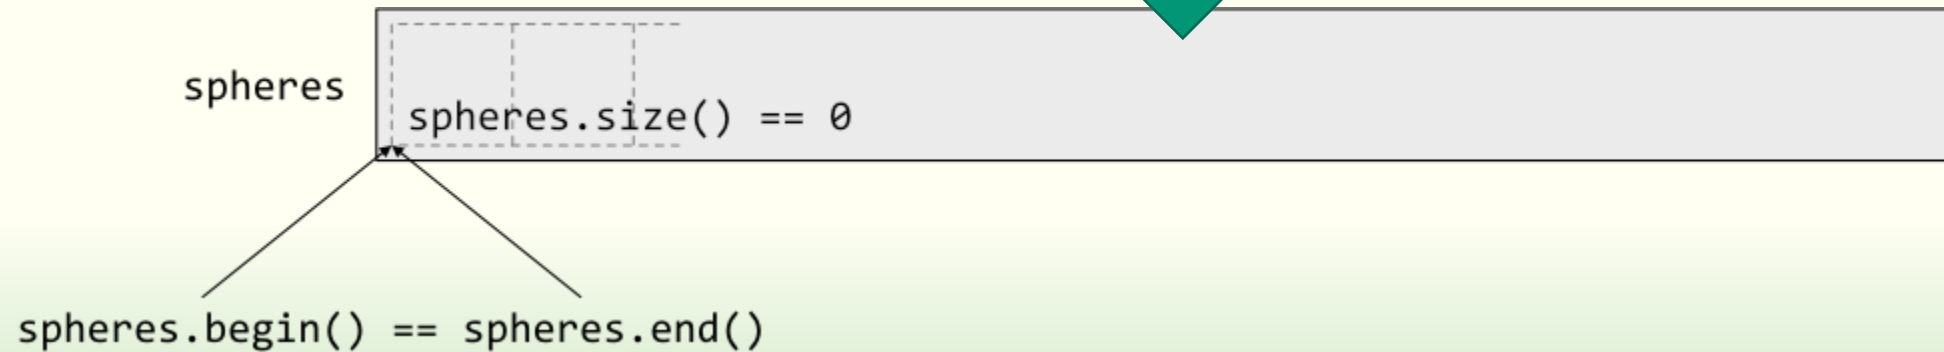 spheres
spheres.size() == 0
spheres.begin() == spheres.end()